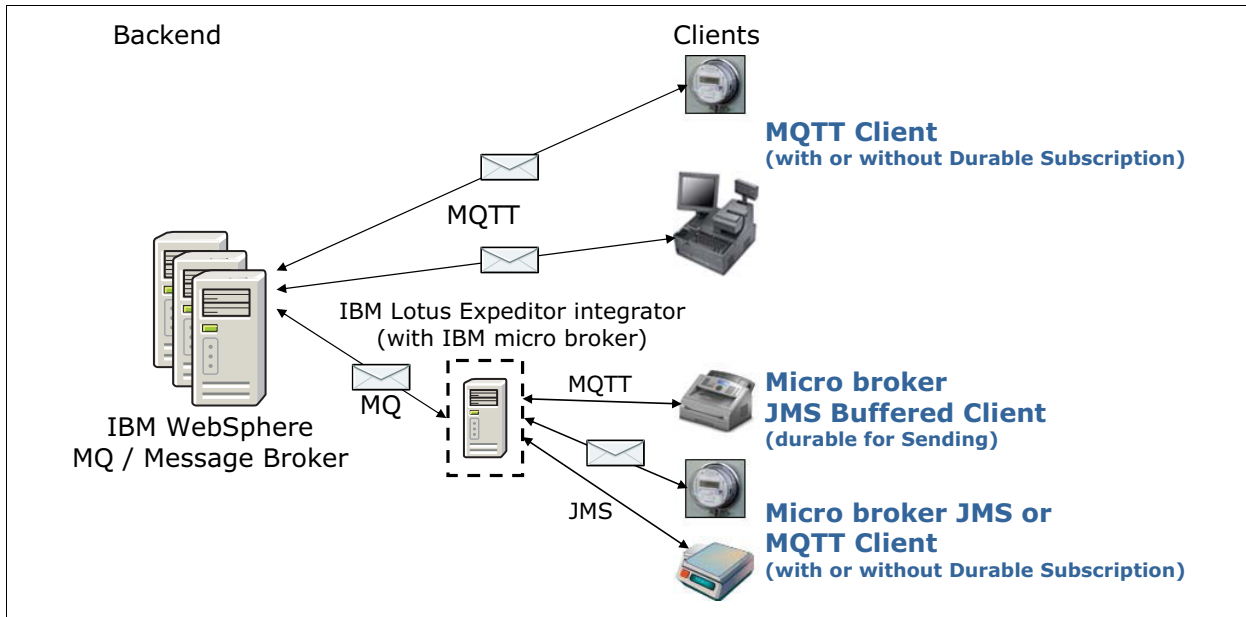 Backend
Clients
MQTT Client
(with or without Durable Subscription)
MQTT
IBM Lotus Expeditor integrator
(with IBM micro broker)
MQTT
MQ
Micro broker
JMS Buffered Client
(durable for Sending)
IBM WebSphere
MQ / Message Broker
JMS
Micro broker JMS or
MQTT Client
(with or without Durable Subscription)